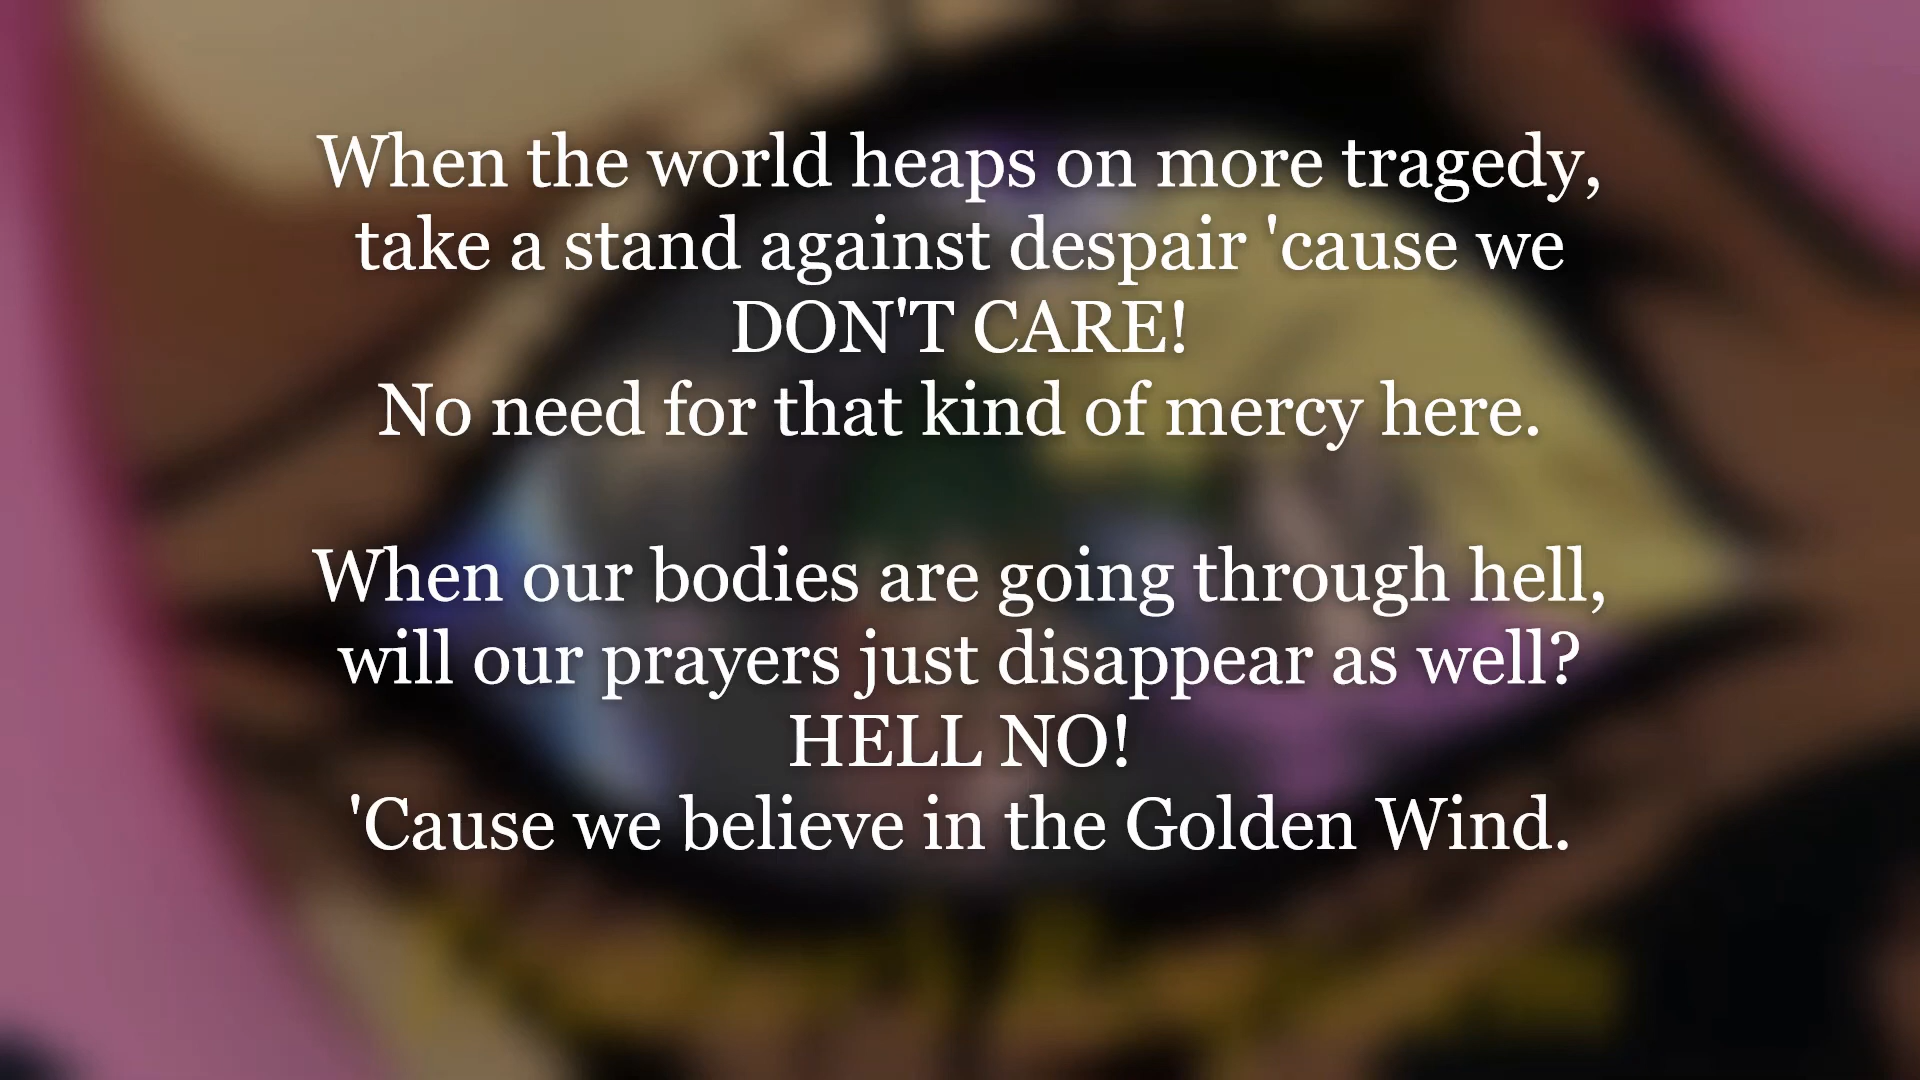 When the world heaps on more tragedy,
take a stand against despair 'cause we
DON'T CARE!
No need for that kind of mercy here.
When our bodies are going through hell,
will our prayers just disappear as well?
HELL NO!
'Cause we believe in the Golden Wind.